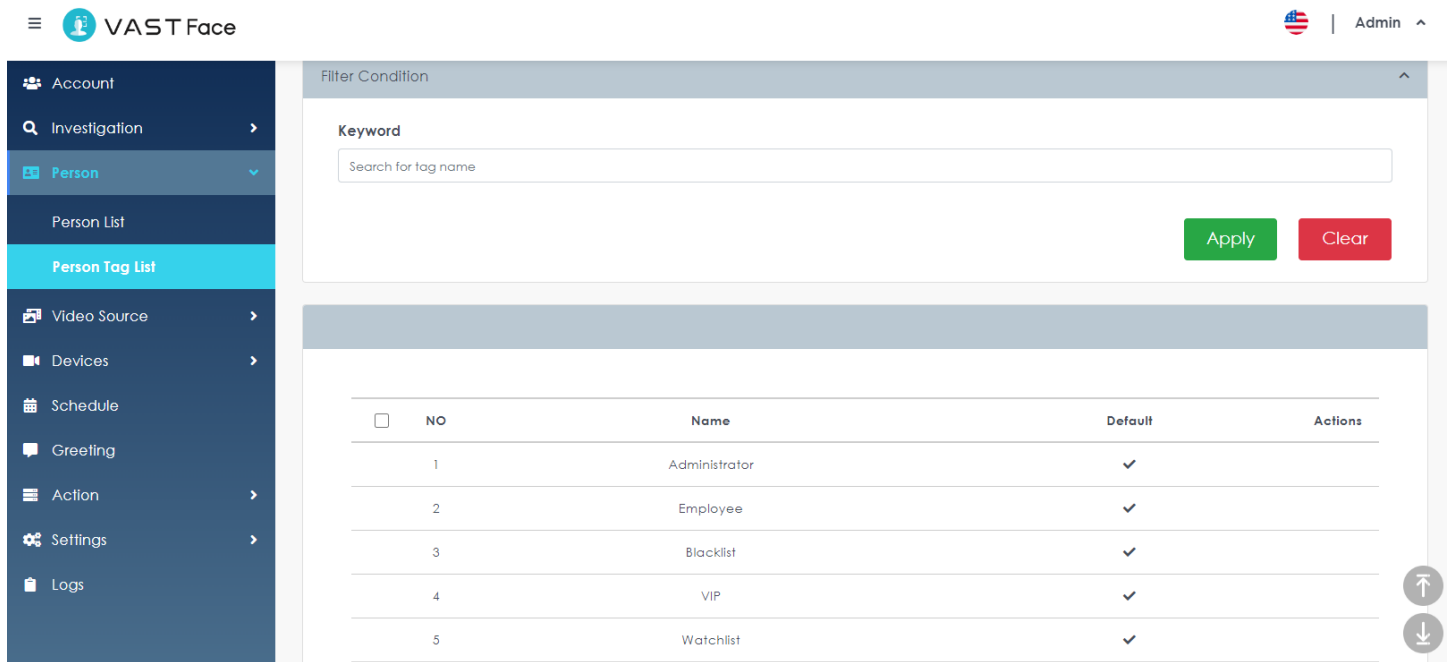 VAST Face
Admin
Account
Investigation
Person
Person List
Person Tag List
Video Source
Devices
Schedule
Greeting
Action
Settings
Logs
Filter Condition
Keyword
Search for tag name
Apply Clear
NO Name Default Actions
1 Administrator
2 Employee
3 Blacklist
4 VIP
5 Watchlist